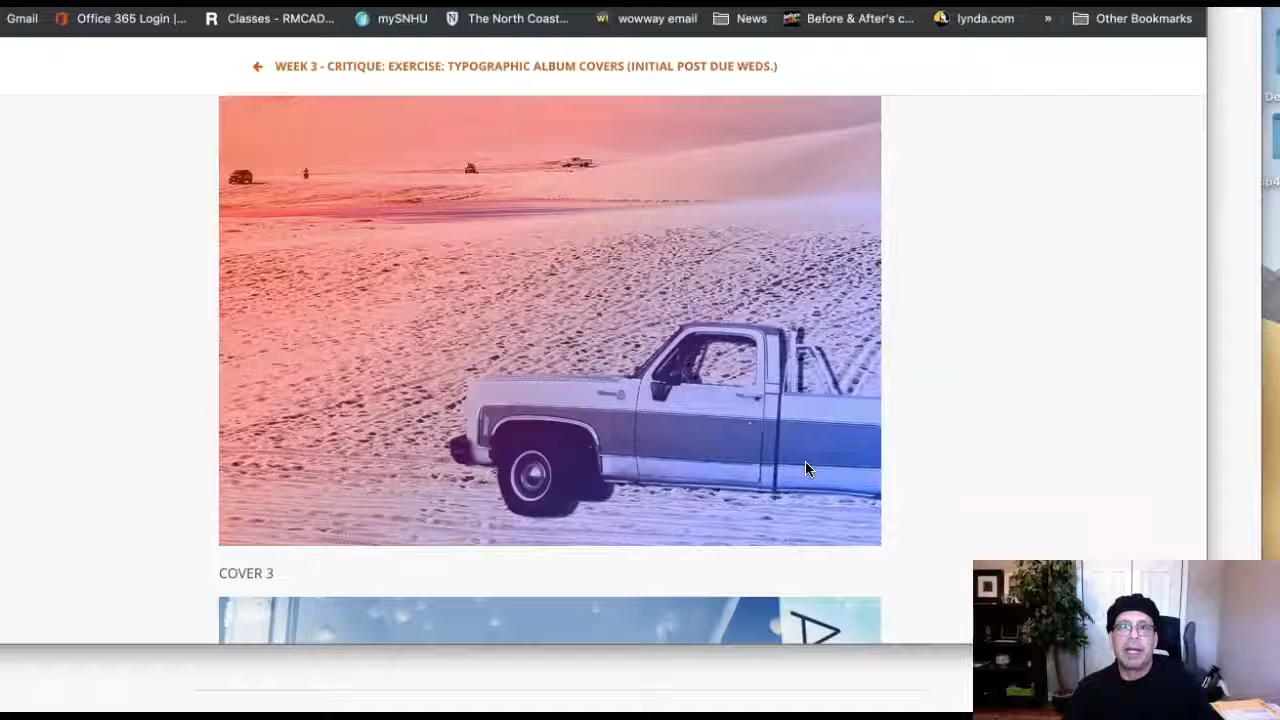 Gmail
Office 365 Login |...
Classes - RMCAD...
mySNHU
The North Coast...
wowway email
News
Before & After's c...
lynda.com
»
Other Bookmarks
WEEK 3 - CRITIQUE: EXERCISE: TYPOGRAPHIC ALBUM COVERS (INITIAL POST DUE WEDS.)
COVER 3
A